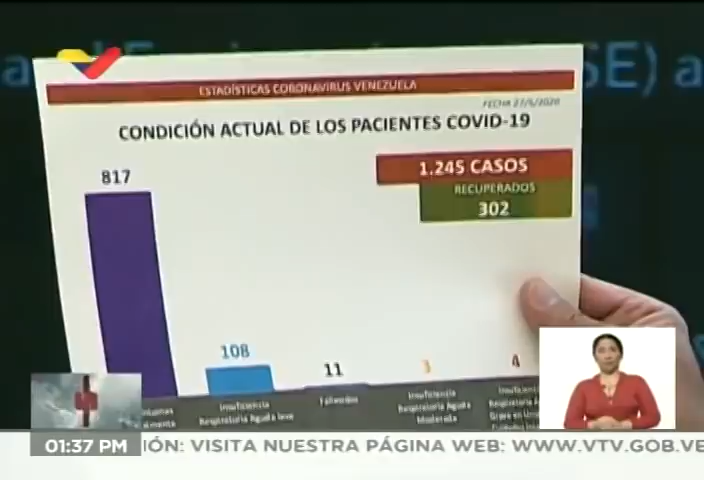 SE) a
ESTADÍSTICAS CORONAVIRUS VENEZUELA
FECHA 27/5/2020
CONDICIÓN ACTUAL DE LOS PACIENTES COVID-19
817
1.245 CASOS
RECUPERADOS
302
108
11
3
4
Insuficiencia
Respiratoria Aguda leve
Fallecidos
Insuficiencia
Respiratoria Aguda
Moderada
Respiratoria
01:37 PM
IÓN: VISITA NUESTRA PÁGINA WEB: WWW.VTV.GOB.VE